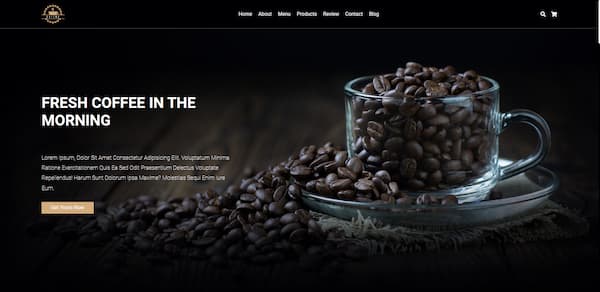 Home About Menu Products Review Contact Blog
FRESH COFFEE IN THE
MORNING
Lorem Ipsum, Dolor Sit Amet Consectetur Adipisicing Elit. Voluptatum Minima
Ratione Exercitationem Quis Ea Sed Odit Praesentium Delectus Voluptate
Repellendus! Harum Sunt Dolorum Ipsa Maxime? Molestias Sequi Enim Iure
Eum.
Get Yours Now